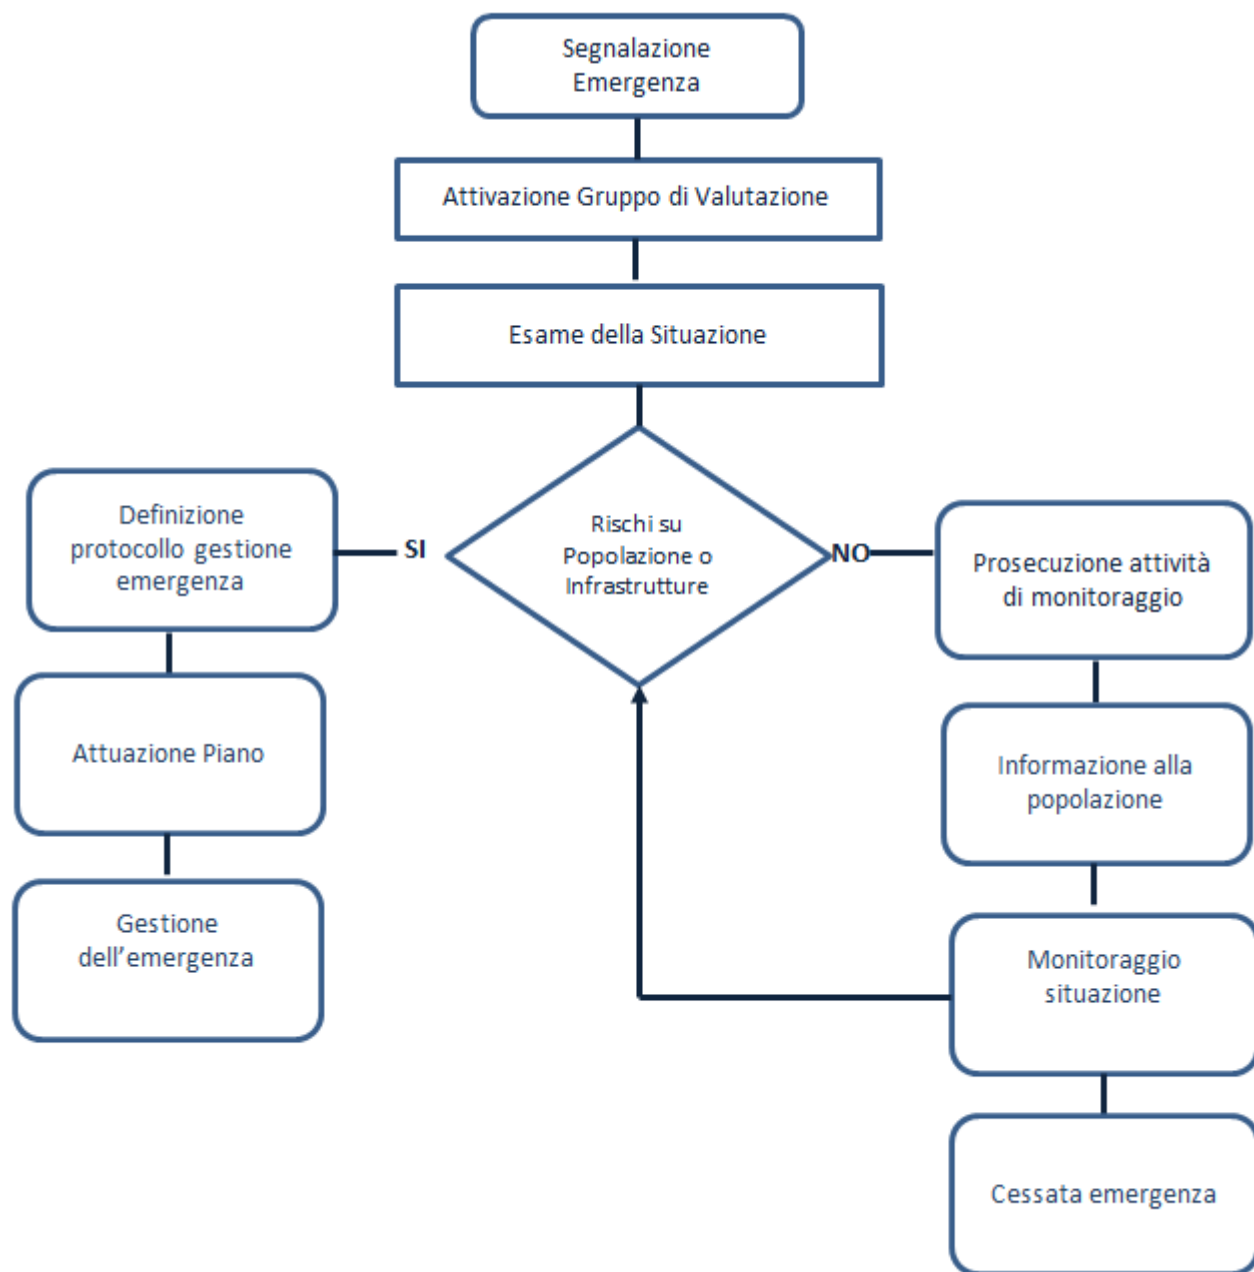 Segnalazione
Emergenza
Attivazione Gruppo di Valutazione
Esame della Situazione
Rischi su
Popolazione o
Infrastrutture
SI
Definizione
protocollo gestione
emergenza
Attuazione Piano
Gestione
dell’emergenza
NO
Prosecuzione attività
di monitoraggio
Informazione alla
popolazione
Monitoraggio
situazione
Cessata emergenza